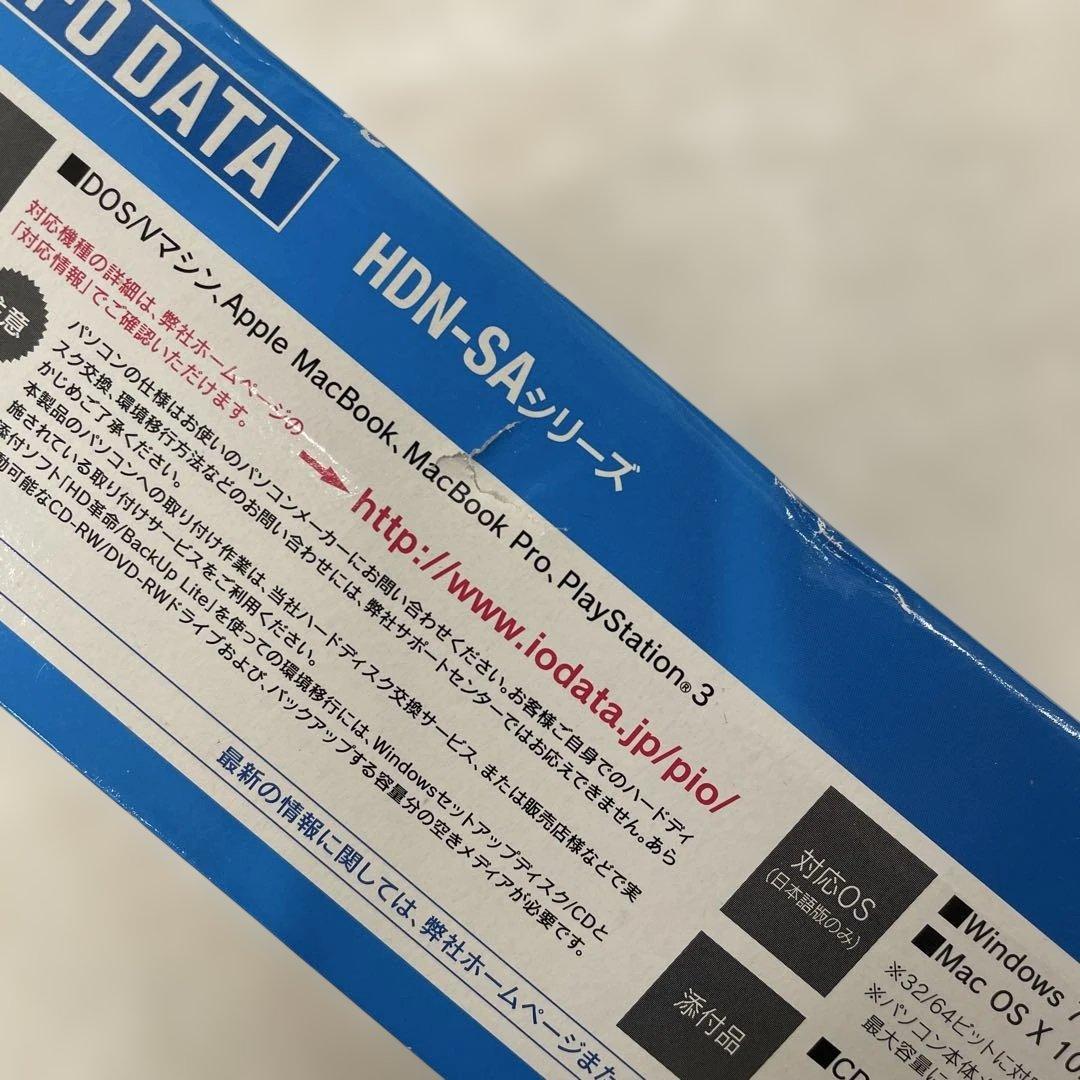 O DATA
HDN-SAシリーズ
■DOS/Vマシン、Apple MacBook、MacBook Pro、PlayStation® 3
対応機種の詳細は、弊社ホームページの
「対応情報」でご確認いただけます。
http://www.iodata.jp/pio/
意
パソコンの仕様はお使いのパソコンメーカーにお問い合わせください。お客様ご自身でのハードディ
スク交換、環境移行方法などのお問い合わせには、弊社サポートセンターではお応えできません。あら
かじめご了承ください。
本製品のパソコンへの取り付け作業は、当社ハードディスク交換サービス、または販売店様などで実
施されている取り付けサービスをご利用ください。
添付ソフト「HD革命/BackUp Lite」を使っての環境移行には、Windowsセットアップディスク/CDと
動可能なCD-RW/DVD-RWドライブおよび、バックアップする容量分の空きメディアが必要です。
最新の情報に関しては、弊社ホームページまた
対応OS
(日本語版のみ)
■Windows 7
■Mac OS X 10
※32/64ビットに対
※パソコン本体
最大容量に
添付品
■CD